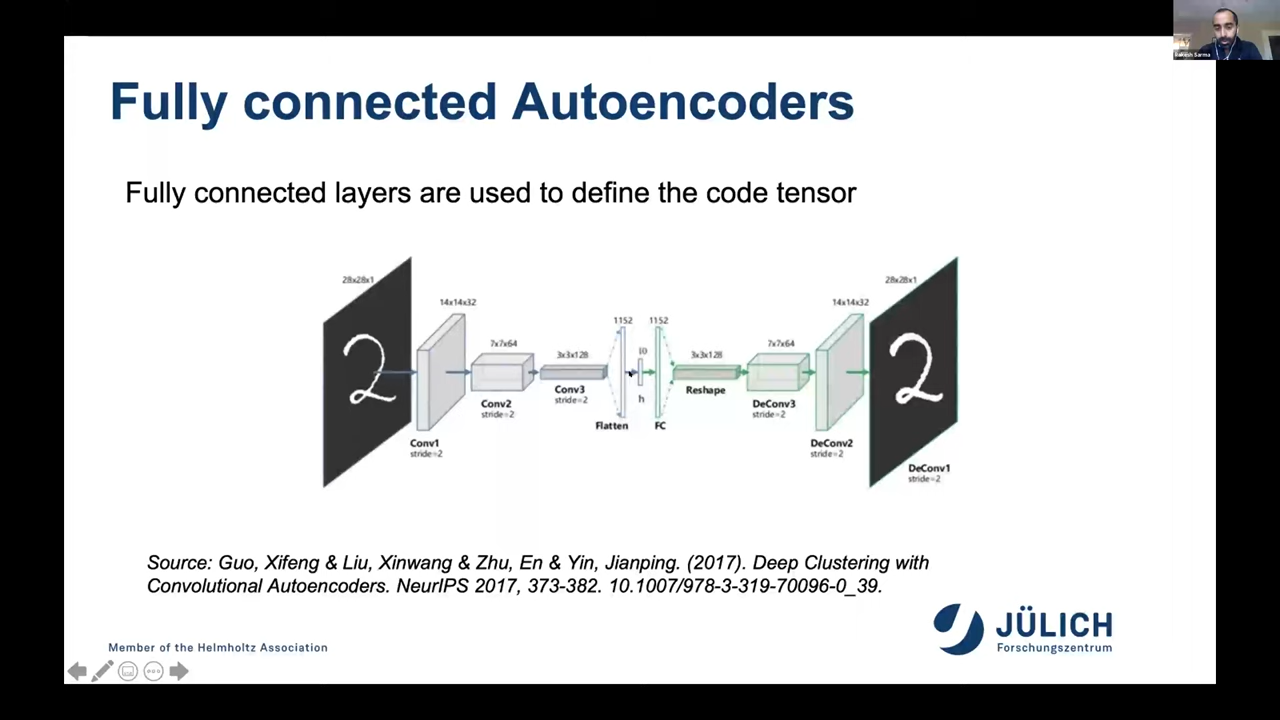 Rakesh Sarma
Fully connected Autoencoders
Fully connected layers are used to define the code tensor
28x28x1
14x14x32
7x7x64
3x3x128
1152
10
1152
3x3x128
7x7x64
14x14x32
28x28x1
h
Conv1
stride=2
Conv2
stride=2
Conv3
stride=2
Flatten
FC
Reshape
DeConv3
stride=2
DeConv2
stride=2
DeConv1
stride=2
Source: Guo, Xifeng & Liu, Xinwang & Zhu, En & Yin, Jianping. (2017). Deep Clustering with
Convolutional Autoencoders. NeurIPS 2017, 373-382. 10.1007/978-3-319-70096-0_39.
Member of the Helmholtz Association
JÜLICH
Forschungszentrum